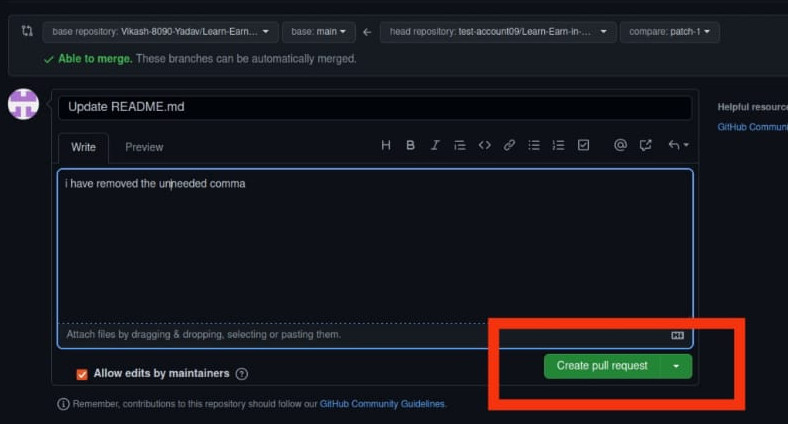 base repository: Vikash-8090-Yadav/Learn-Earn... base: main head repository: test-account09/Learn-Earn-in-... compare: patch-1
Able to merge. These branches can be automatically merged.
Update README.md
Helpful resource
Write Preview
GitHub Commun
i have removed the unneeded comma
Attach files by dragging & dropping, selecting or pasting them.
Create pull request
Allow edits by maintainers
Remember, contributions to this repository should follow our GitHub Community Guidelines.